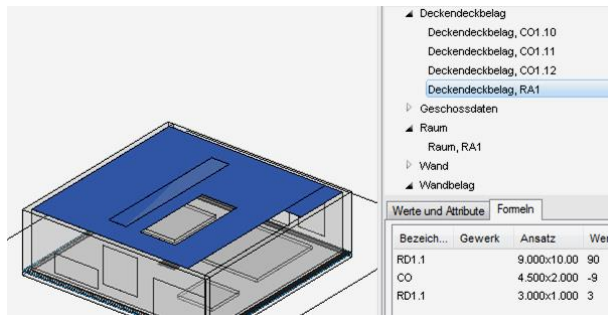 Deckendeckbelag
Deckendeckbelag, CO1.10
Deckendeckbelag, CO1.11
Deckendeckbelag, CO1.12
Deckendeckbelag, RA1
Geschossdaten
Raum
Raum, RA1
Wand
Wandbelag
Werte und Attribute Formeln
Bezeich... Gewerk Ansatz Wer
RD1.1 9.000x10.00 90
CO 4.500x2.000 -9
RD1.1 3.000x1.000 3